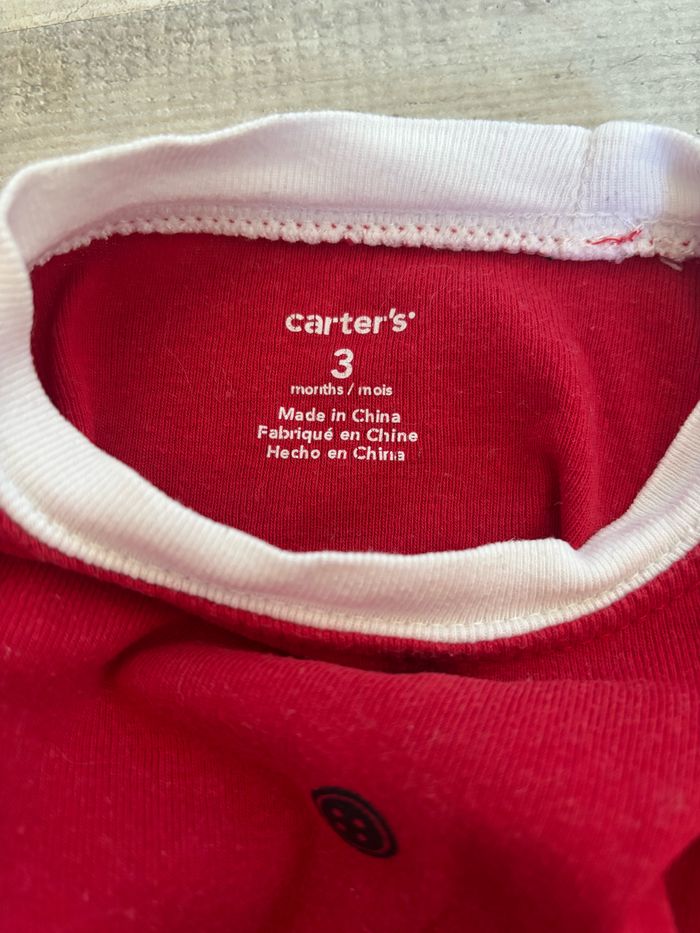 carter's
3
months / mois
Made in China
Fabriqué en Chine
Hecho en China